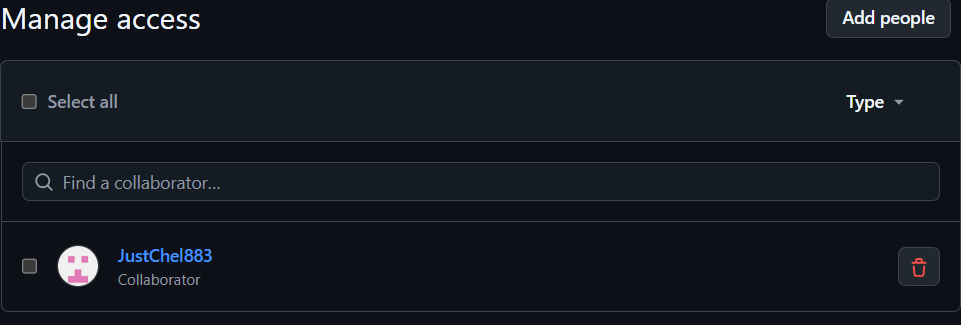 Manage access
Add people
Select all
Type
Find a collaborator...
JustChel883
Collaborator